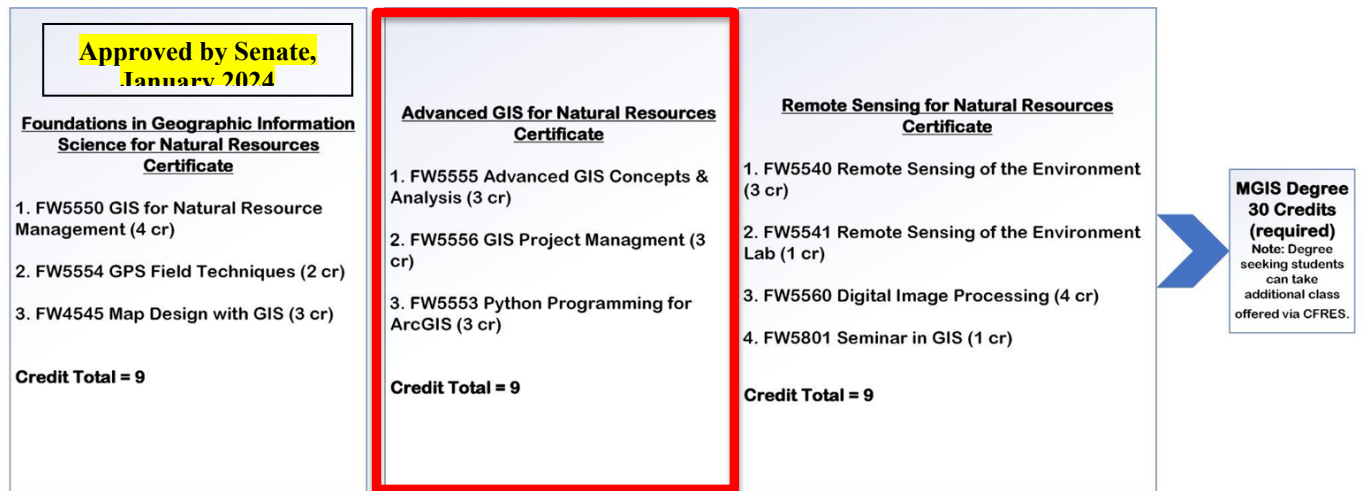 Approved by Senate,
January 2024
Foundations in Geographic Information
Science for Natural Resources
Certificate
1. FW5550 GIS for Natural Resource
Management (4 cr)
2. FW5554 GPS Field Techniques (2 cr)
3. FW4545 Map Design with GIS (3 cr)
Credit Total = 9
Advanced GIS for Natural Resources
Certificate
1. FW5555 Advanced GIS Concepts &
Analysis (3 cr)
2. FW5556 GIS Project Managment (3
cr)
3. FW5553 Python Programming for
ArcGIS (3 cr)
Credit Total = 9
Remote Sensing for Natural Resources
Certificate
1. FW5540 Remote Sensing of the Environment
(3 cr)
2. FW5541 Remote Sensing of the Environment
Lab (1 cr)
3. FW5560 Digital Image Processing (4 cr)
4. FW5801 Seminar in GIS (1 cr)
Credit Total = 9
MGIS Degree
30 Credits
(required)
Note: Degree
seeking students
can take
additional class
offered via CFRES.